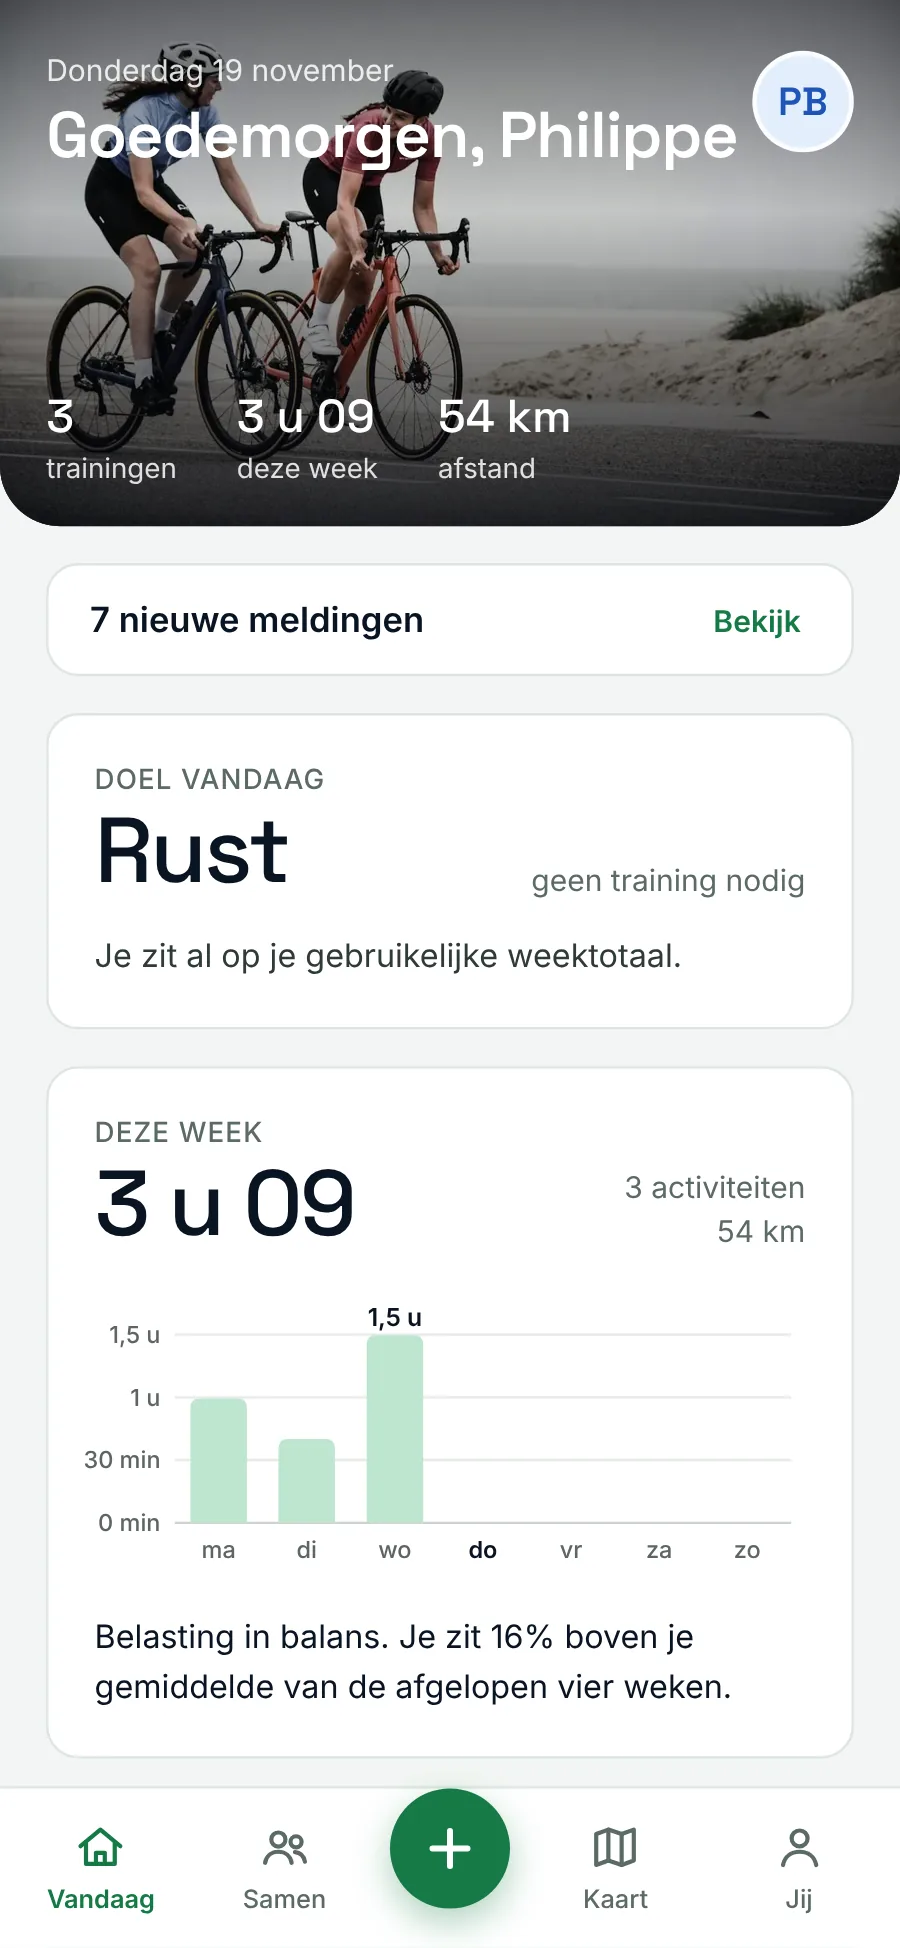 Donderdag 19 november
Goedemorgen, Philippe
PB
3
trainingen
3 u 09
deze week
54 km
afstand
7 nieuwe meldingen
Bekijk
DOEL VANDAAG
Rust
geen training nodig
Je zit al op je gebruikelijke weektotaal.
DEZE WEEK
3 u 09
3 activiteiten
54 km
1,5 u
1,5 u
1 u
30 min
0 min
ma di wo do vr za zo
Belasting in balans. Je zit 16% boven je
gemiddelde van de afgelopen vier weken.
Vandaag
Samen
Kaart
Jij